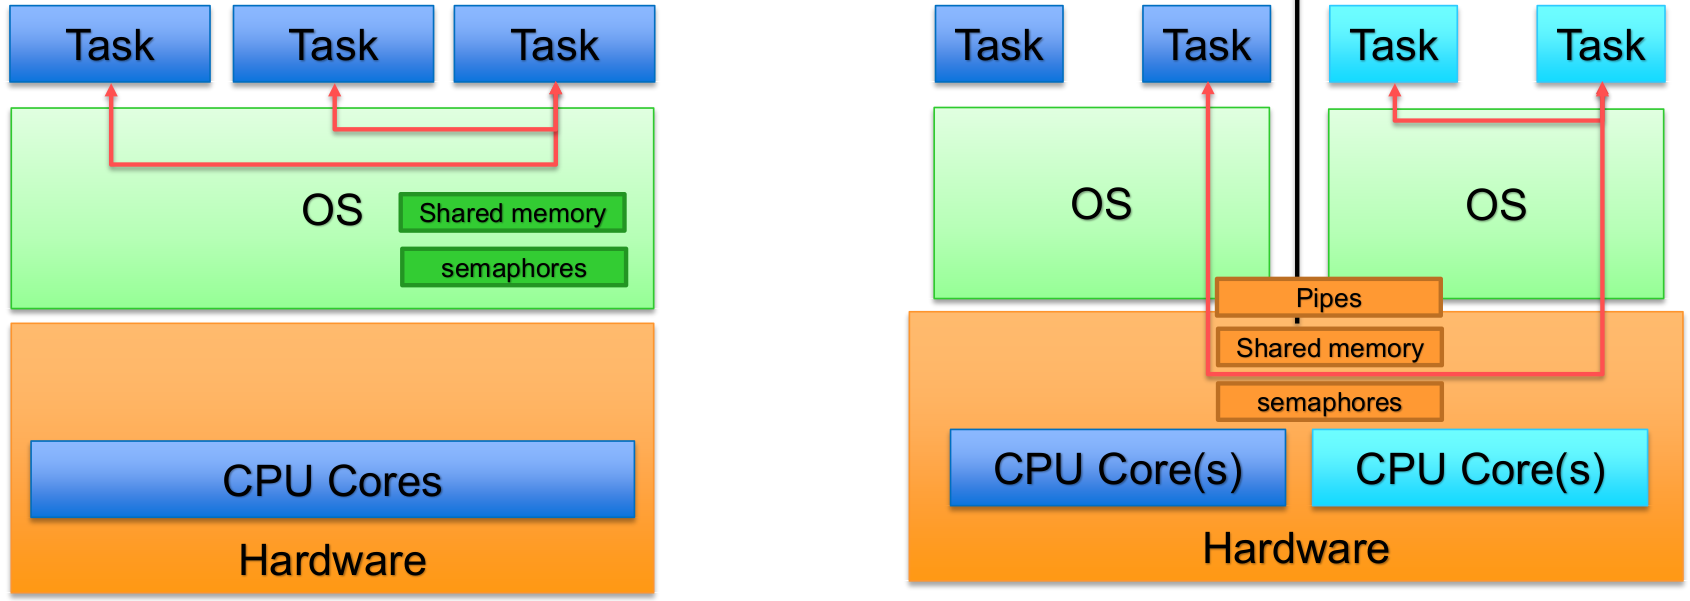 Task
Task
Task
OS
Shared memory
semaphores
CPU Cores
Hardware
Task
Task
Task
Task
OS
OS
Pipes
Shared memory
semaphores
CPU Core(s)
CPU Core(s)
Hardware